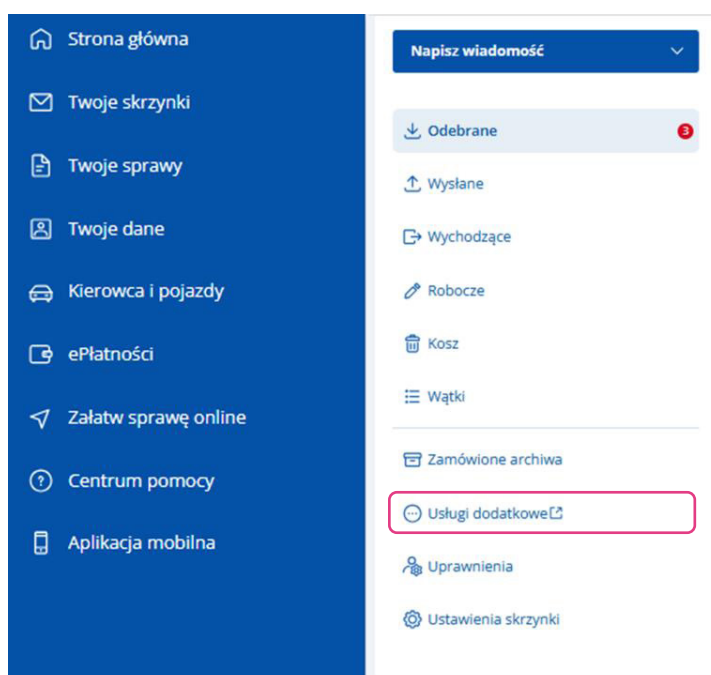 Strona główna
Twoje skrzynki
Twoje sprawy
Twoje dane
Kierowca i pojazdy
ePłatności
Załatw sprawę online
Centrum pomocy
Aplikacja mobilna
Napisz wiadomość
Odebrane 3
Wysłane
Wychodzące
Robocze
Kosz
Wątki
Zamówione archiwa
Usługi dodatkowe
Uprawnienia
Ustawienia skrzynki